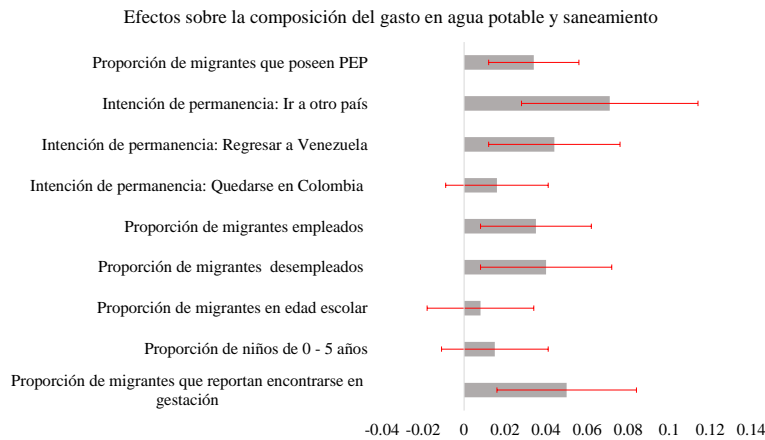 Efectos sobre la composición del gasto en agua potable y saneamiento
Proporción de migrantes que poseen PEP
Intención de permanencia: Ir a otro país
Intención de permanencia: Regresar a Venezuela
Intención de permanencia: Quedarse en Colombia
Proporción de migrantes empleados
Proporción de migrantes desempleados
Proporción de migrantes en edad escolar
Proporción de niños de 0 - 5 años
Proporción de migrantes que reportan encontrarse en
gestación
-0.04 -0.02 0 0.02 0.04 0.06 0.08 0.1 0.12 0.14